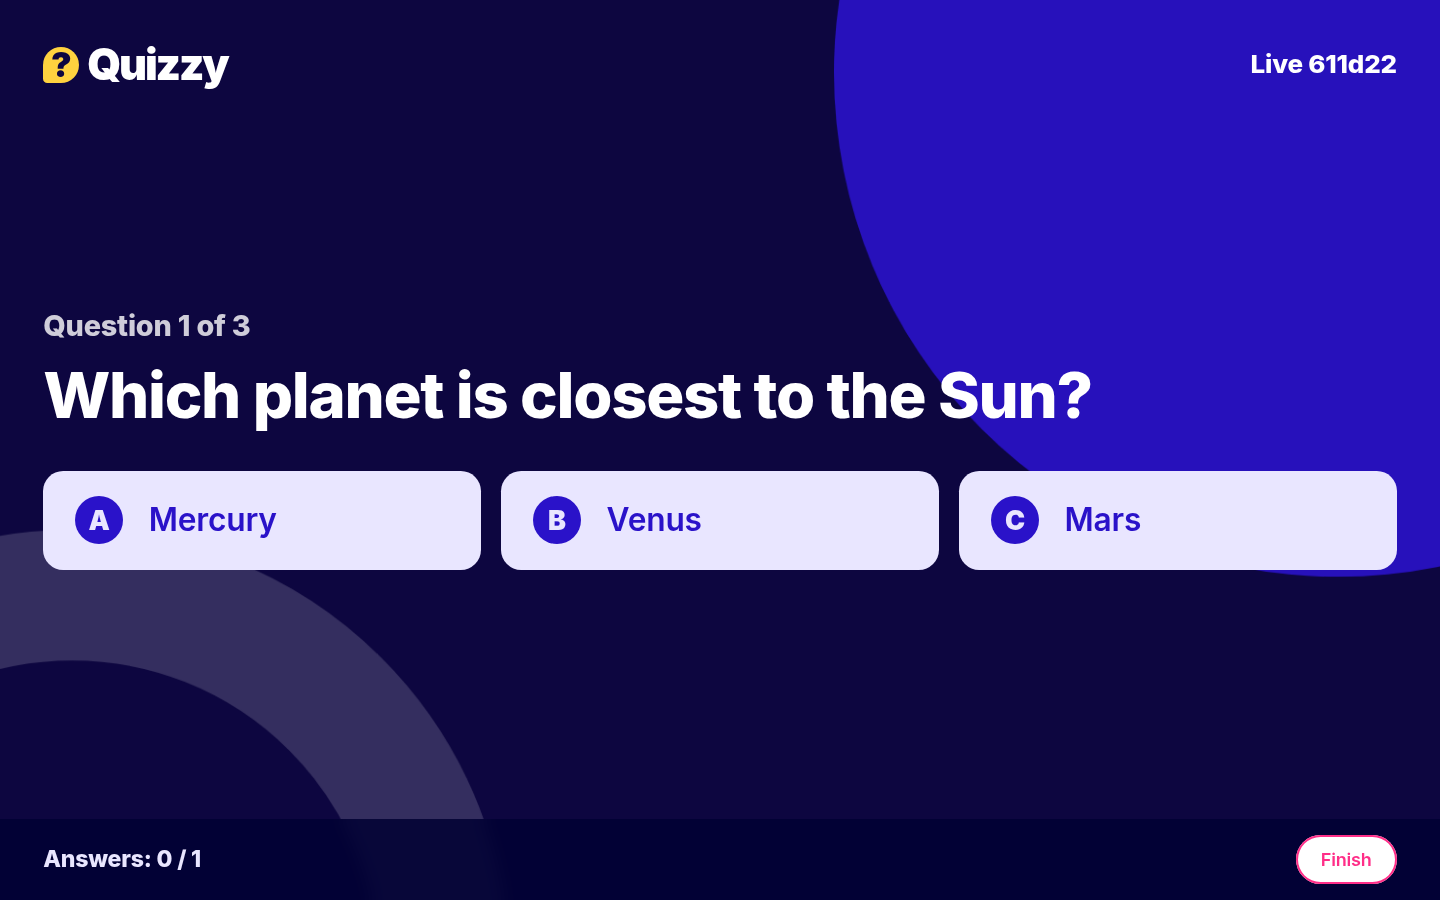 Quizzy
Live 611d22
Question 1 of 3
Which planet is closest to the Sun?
A Mercury
B Venus
C Mars
Answers: 0 / 1
Finish